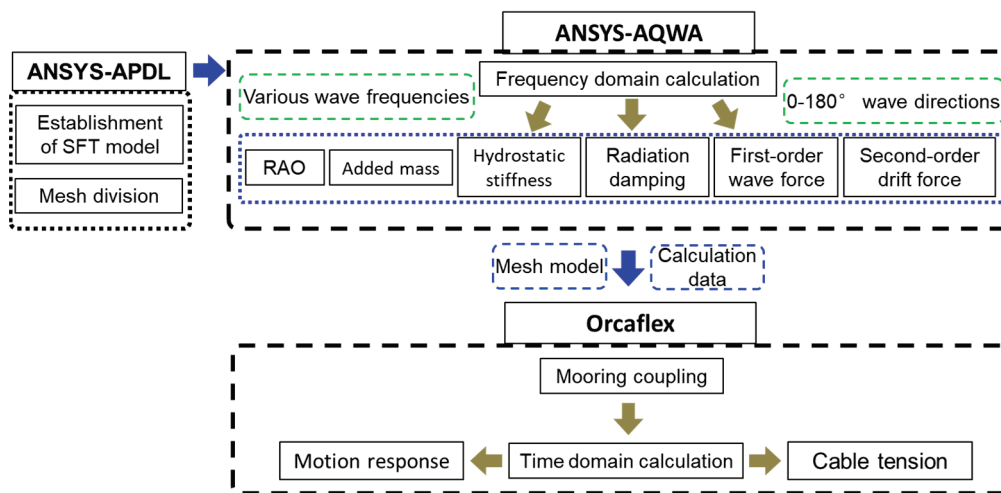 ANSYS-AQWA
ANSYS-APDL
Frequency domain calculation
Various wave frequencies
0-180° wave directions
Establishment
of SFT model
Mesh division
RAO
Added mass
Hydrostatic
stiffness
Radiation
damping
First-order
wave force
Second-order
drift force
Mesh model
Calculation
data
Orcaflex
Mooring coupling
Motion response
Time domain calculation
Cable tension